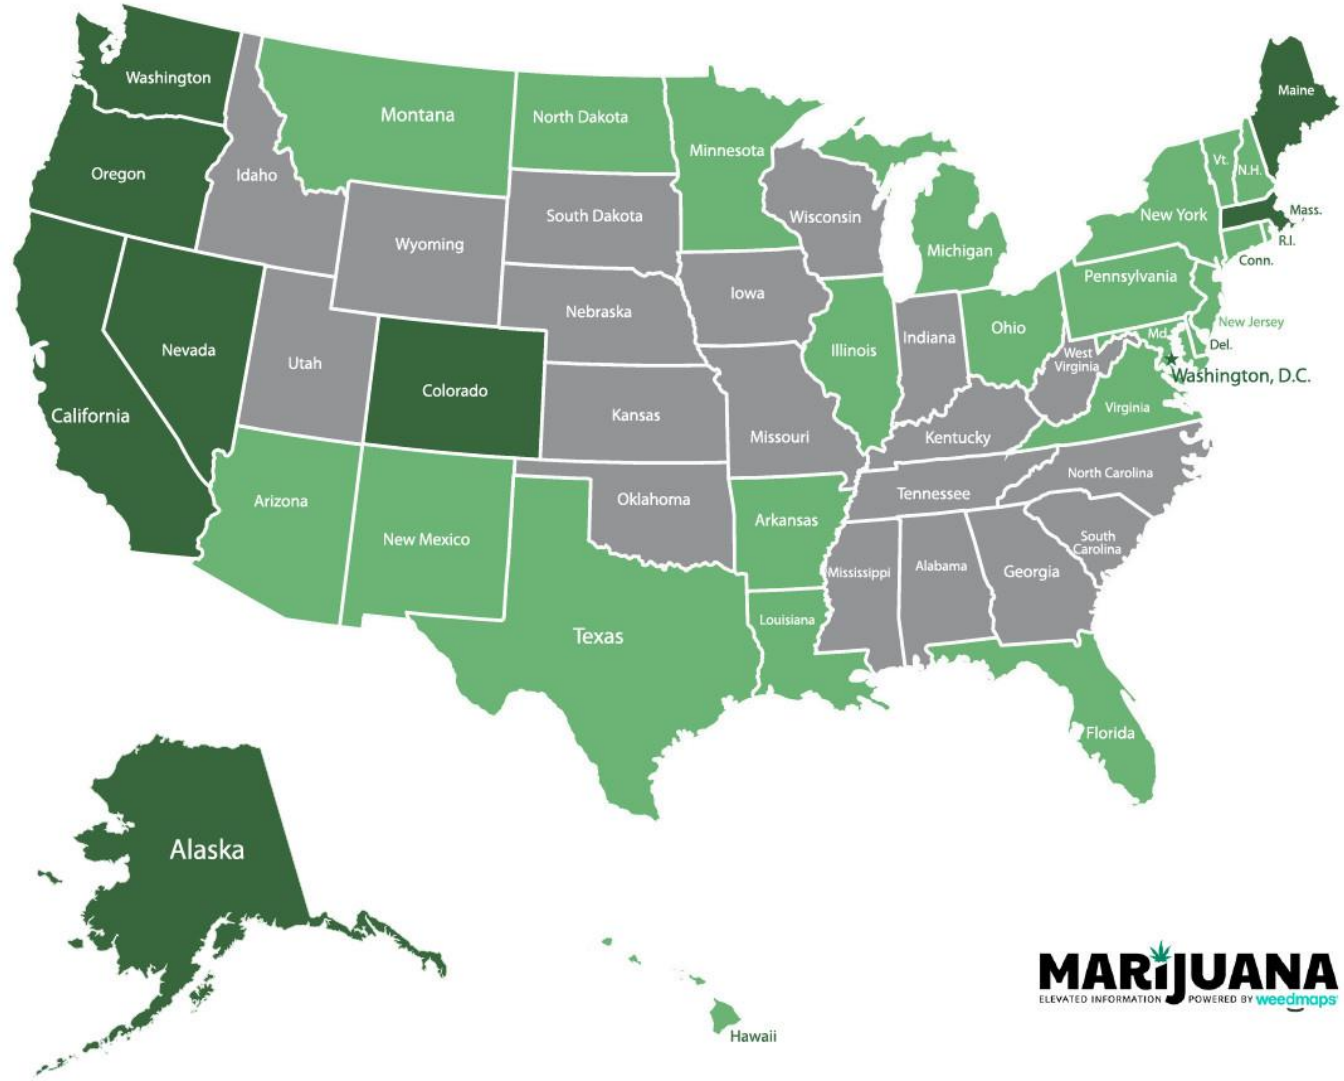 Washington
Oregon
California
Nevada
Idaho
Montana
Wyoming
Utah
Colorado
Arizona
New Mexico
North Dakota
South Dakota
Nebraska
Kansas
Oklahoma
Texas
Minnesota
Iowa
Missouri
Arkansas
Louisiana
Wisconsin
Illinois
Michigan
Indiana
Ohio
Kentucky
Tennessee
Mississippi
Alabama
Georgia
Florida
South
Carolina
North Carolina
Virginia
West
Virginia
Pennsylvania
New York
Vt.
N.H.
Maine
Mass.
R.I.
Conn.
New Jersey
Del.
Md.
Washington, D.C.
Alaska
Hawaii
MARIJUANA
ELEVATED INFORMATION POWERED BY weedmaps